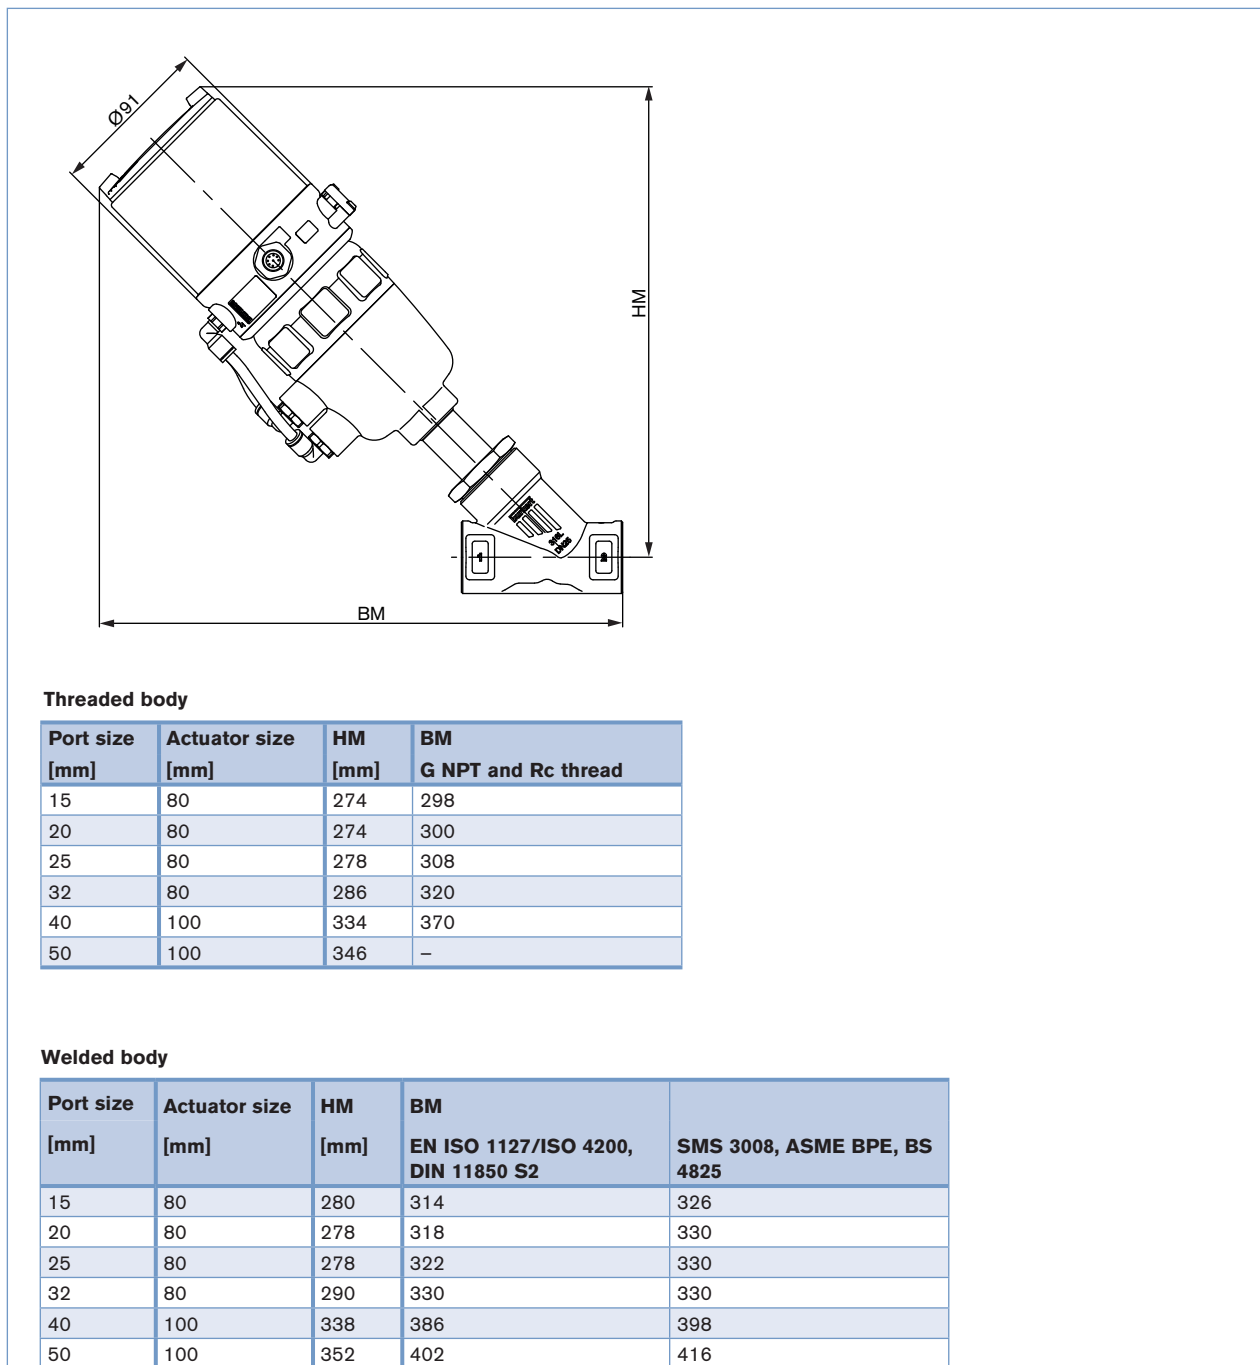 Ø91
HM
1
2
316L
DN25
BM
Threaded body
Port size Actuator size HM BM
[mm] [mm] [mm] G NPT and Rc thread
15 80 274 298
20 80 274 300
25 80 278 308
32 80 286 320
40 100 334 370
50 100 346 –
Welded body
Port size Actuator size HM BM
[mm] [mm] [mm] EN ISO 1127/ISO 4200, SMS 3008, ASME BPE, BS
DIN 11850 S2 4825
15 80 280 314 326
20 80 278 318 330
25 80 278 322 330
32 80 290 330 330
40 100 338 386 398
50 100 352 402 416